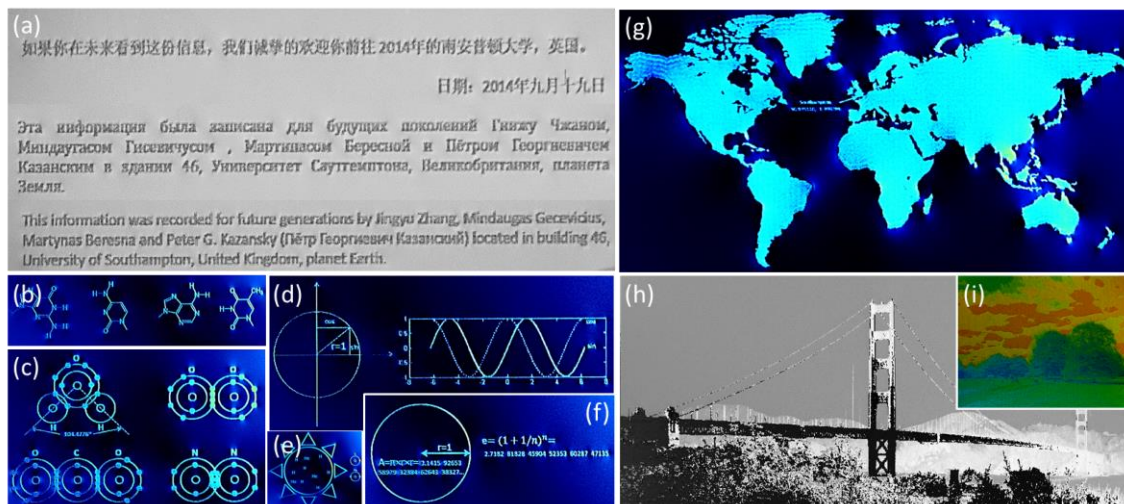 (a)
如果你在未来看到这份信息，我们诚挚的欢迎你前往2014年的南安普顿大学，英国。
日期：2014年九月十九日
Эта информация была записана для будущих поколений Гинжу Чжаном,
Миндаугасом Гисевичусом , Мартинасом Бересной и Пётром Георгиевичем
Казанским в здании 46, Университет Саутгемптона, Великобритания, планета
Земля.
This information was recorded for future generations by Jingyu Zhang, Mindaugas Gecevicius,
Martynas Beresna and Peter G. Kazansky (Пётр Георгиевич Казанский) located in building 46,
University of Southampton, United Kingdom, planet Earth.
(b)
(c)
O
H H
O O
O C O
N N
(d)
r=1
(e)
(f)
r=1
e= (1 + 1/n)ⁿ=
(g)
(h)
(i)